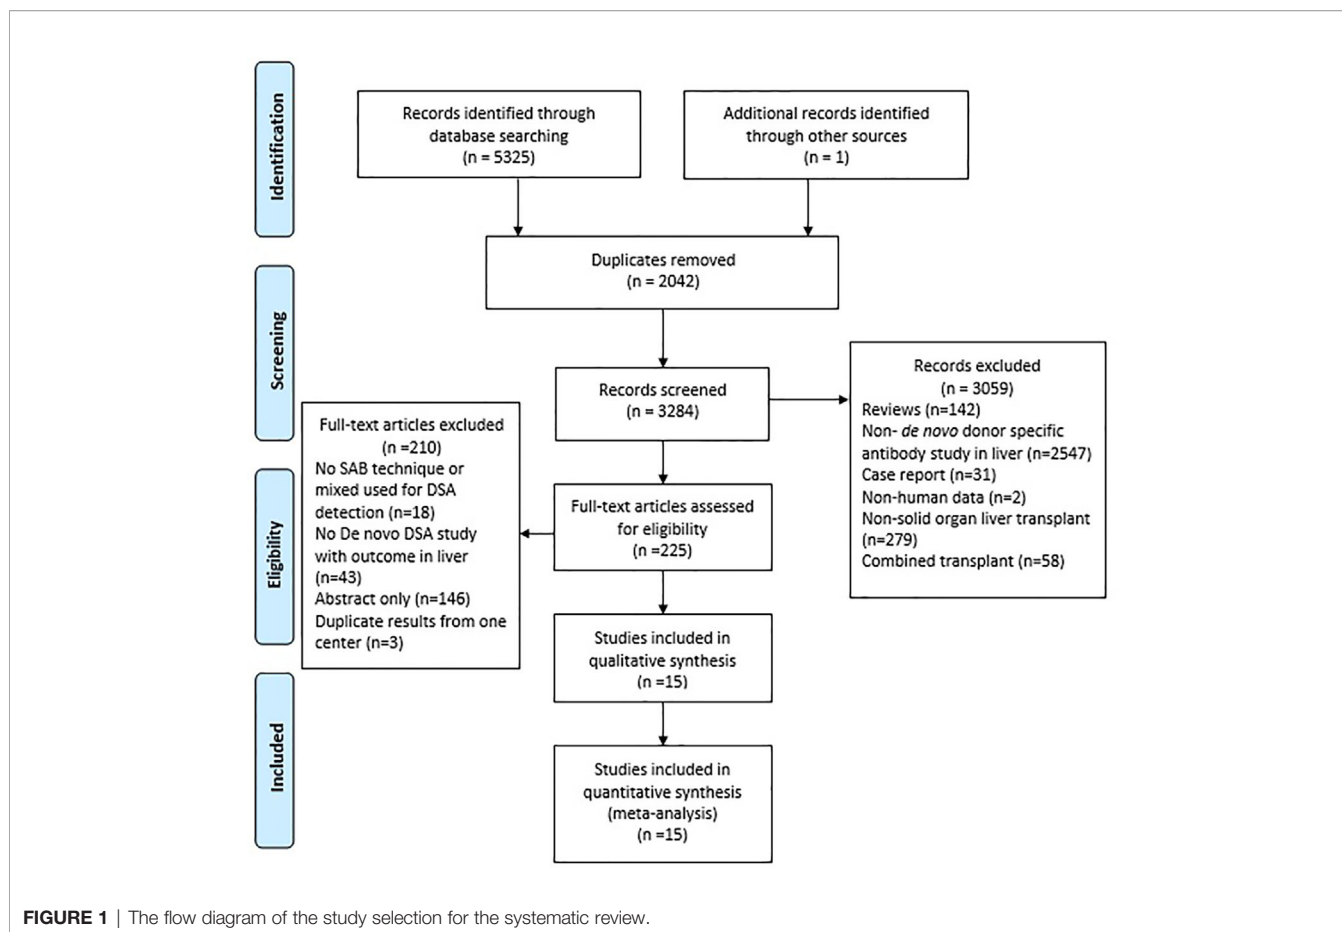 Identification
Records identified through
database searching
(n = 5325)
Additional records identified
through other sources
(n = 1)
Duplicates removed
(n = 2042)
Screening
Records screened
(n = 3284)
Records excluded
(n = 3059)
Reviews (n=142)
Non- de novo donor specific
antibody study in liver (n=2547)
Case report (n=31)
Non-human data (n=2)
Non-solid organ liver transplant
(n=279)
Combined transplant (n=58)
Eligibility
Full-text articles assessed
for eligibility
(n =225)
Full-text articles excluded
(n =210)
No SAB technique or
mixed used for DSA
detection (n=18)
No De novo DSA study
with outcome in liver
(n=43)
Abstract only (n=146)
Duplicate results from one
center (n=3)
Studies included in
qualitative synthesis
(n =15)
Included
Studies included in
quantitative synthesis
(meta-analysis)
(n =15)
FIGURE 1 | The flow diagram of the study selection for the systematic review.